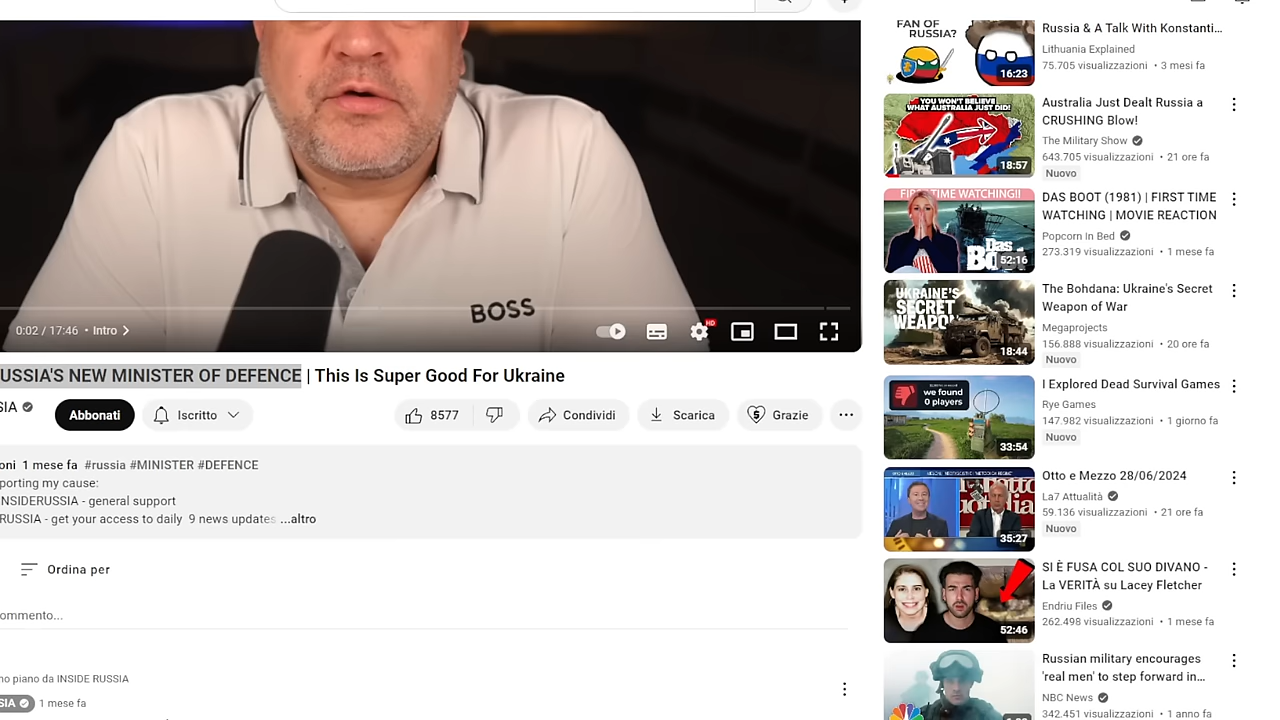 BOSS
0:02 / 17:46 • Intro
HD
USSIA'S NEW MINISTER OF DEFENCE | This Is Super Good For Ukraine
SIA
Abbonati
Iscritto
8577
Condividi
Scarica
Grazie
oni 1 mese fa #russia #MINISTER #DEFENCE
porting my cause:
INSIDERUSSIA - general support
RUSSIA - get your access to daily 9 news updates ...altro
Ordina per
ommento...
no piano da INSIDE RUSSIA
SIA 1 mese fa
FAN OF
RUSSIA?
16:23
Russia & A Talk With Konstanti...
Lithuania Explained
75.705 visualizzazioni • 3 mesi fa
YOU WON'T BELIEVE
WHAT AUSTRALIA JUST DID!
18:57
Australia Just Dealt Russia a
CRUSHING Blow!
The Military Show
643.705 visualizzazioni • 21 ore fa
Nuovo
FIRST TIME WATCHING!!
Das
Bo
52:16
DAS BOOT (1981) | FIRST TIME
WATCHING | MOVIE REACTION
Popcorn In Bed
273.319 visualizzazioni • 1 mese fa
UKRAINE'S
SECRET
WEAPON
18:44
The Bohdana: Ukraine's Secret
Weapon of War
Megaprojects
156.888 visualizzazioni • 20 ore fa
Nuovo
we found
0 players
33:54
I Explored Dead Survival Games
Rye Games
147.982 visualizzazioni • 1 giorno fa
Nuovo
35:27
Otto e Mezzo 28/06/2024
La7 Attualità
59.136 visualizzazioni • 21 ore fa
Nuovo
52:46
SI È FUSA COL SUO DIVANO -
La VERITÀ su Lacey Fletcher
Endriu Files
262.498 visualizzazioni • 1 mese fa
Russian military encourages
'real men' to step forward in...
NBC News
342.451 visualizzazioni • 1 anno fa